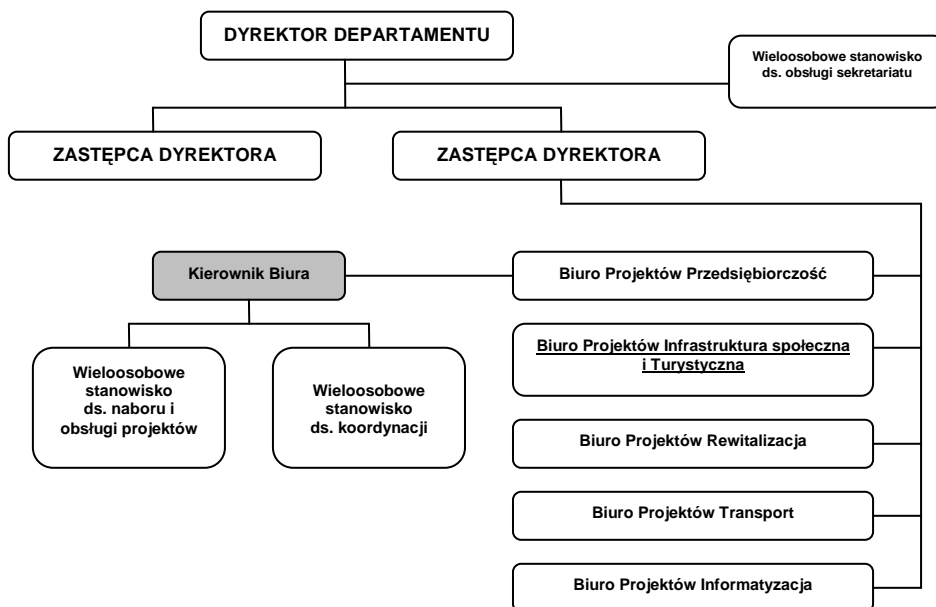 DYREKTOR DEPARTAMENTU
Wieloosobowe stanowisko
ds. obsługi sekretariatu
ZASTĘPCA DYREKTORA
ZASTĘPCA DYREKTORA
Kierownik Biura
Biuro Projektów Przedsiębiorczość
Wieloosobowe
stanowisko
ds. naboru i
obsługi projektów
Wieloosobowe
stanowisko
ds. koordynacji
Biuro Projektów Infrastruktura społeczna
i Turystyczna
Biuro Projektów Rewitalizacja
Biuro Projektów Transport
Biuro Projektów Informatyzacja